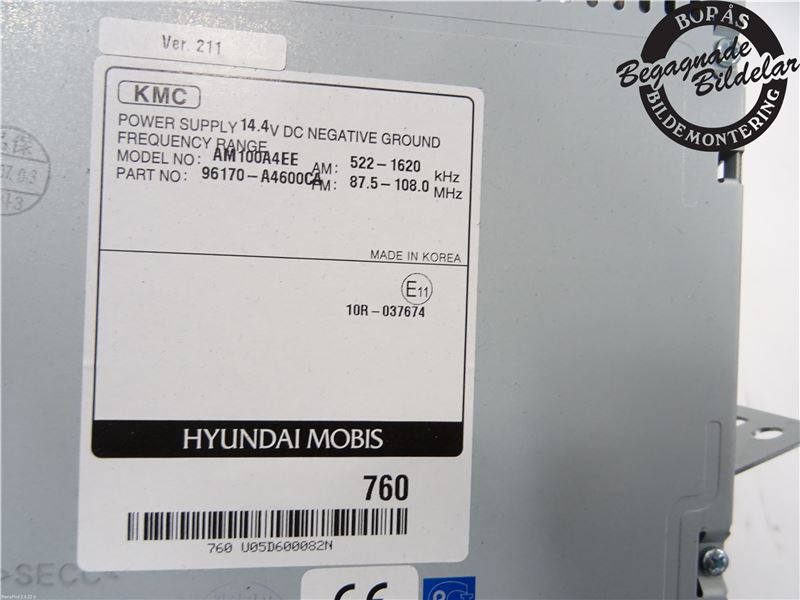 BORÅS
Begagnade
Bildelar
BILDEMONTERING
Ver. 211
KMC
POWER SUPPLY 14.4V DC NEGATIVE GROUND
FREQUENCY RANGE
MODEL NO: AM100A4EE AM: 522-1620 kHz
PART NO: 96170-A4600CA FM: 87.5-108.0 MHz
MADE IN KOREA
E11
10R-037674
HYUNDAI MOBIS
760
760 U05D600082N
>SECC<
CE